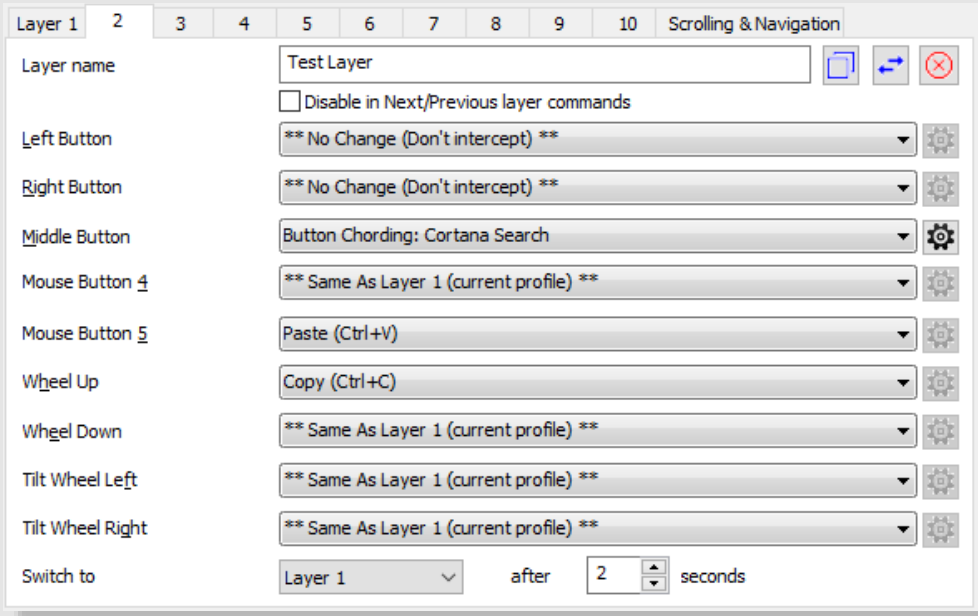 Layer 1 2 3 4 5 6 7 8 9 10 Scrolling & Navigation
Layer name Test Layer
Disable in Next/Previous layer commands
Left Button ** No Change (Don't intercept) **
Right Button ** No Change (Don't intercept) **
Middle Button Button Chording: Cortana Search
Mouse Button 4 ** Same As Layer 1 (current profile) **
Mouse Button 5 Paste (Ctrl+V)
Wheel Up Copy (Ctrl+C)
Wheel Down ** Same As Layer 1 (current profile) **
Tilt Wheel Left ** Same As Layer 1 (current profile) **
Tilt Wheel Right ** Same As Layer 1 (current profile) **
Switch to Layer 1 after 2 seconds